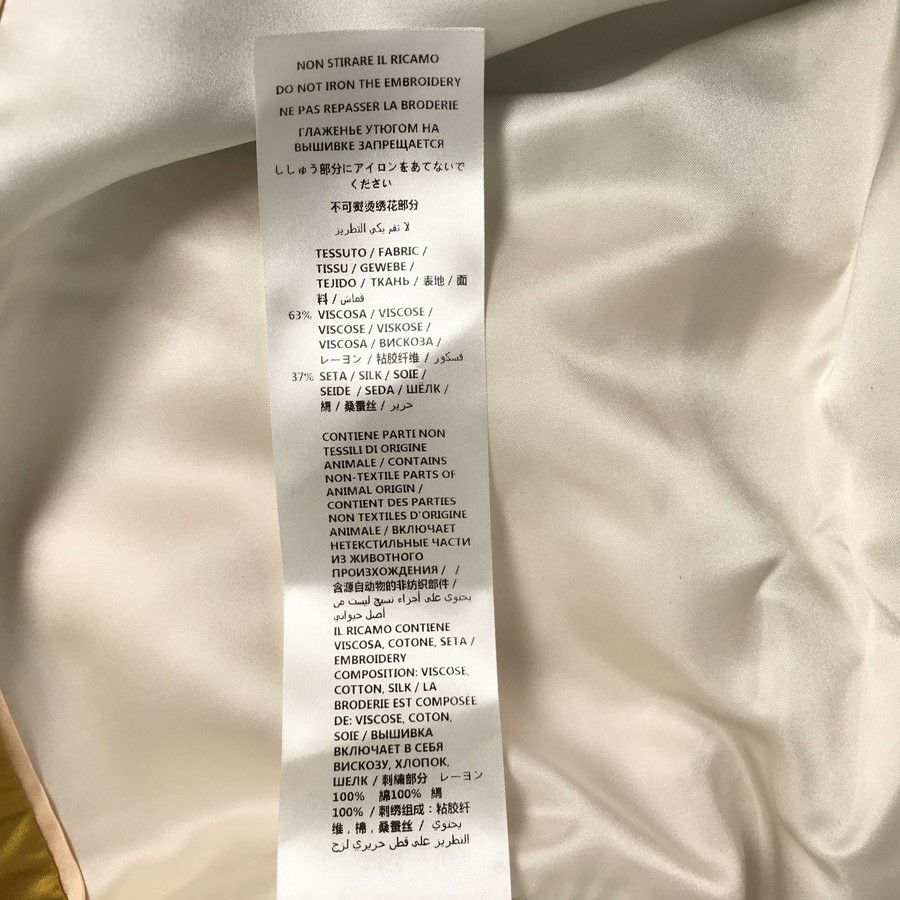 NON STIRARE IL RICAMO
DO NOT IRON THE EMBROIDERY
NE PAS REPASSER LA BRODERIE
ГЛАЖЕНЬЕ УТЮГОМ НА
ВЫШИВКЕ ЗАПРЕЩАЕТСЯ
ししゅう部分にアイロンをあてないで
ください
不可熨烫绣花部分
التطريز
TESSUTO / FABRIC /
TISSU / GEWEBE /
TEJIDO / ТКАНЬ / 表地 / 面
料 / قماش
63% VISCOSA / VISCOSE /
VISCOSE / VISKOSE /
VISCOSA / ВИСКОЗА /
レーヨン / 粘胶纤维 / فسكور
37% SETA / SILK / SOIE /
SEIDE / SEDA / ШЁЛК /
絹 / 桑蚕丝 / حرير
CONTIENE PARTI NON
TESSILI DI ORIGINE
ANIMALE / CONTAINS
NON-TEXTILE PARTS OF
ANIMAL ORIGIN /
CONTIENT DES PARTIES
NON TEXTILES D'ORIGINE
ANIMALE / ВКЛЮЧАЕТ
НЕТЕКСТИЛЬНЫЕ ЧАСТИ
ИЗ ЖИВОТНОГО
ПРОИЗХОЖДЕНИЯ / /
含源自动物的非纺织部件 /
يحتوي على أجزاء نسيج ليست من
أصل حيواني
IL RICAMO CONTIENE
VISCOSA, COTONE, SETA /
EMBROIDERY
COMPOSITION: VISCOSE,
COTTON, SILK / LA
BRODERIE EST COMPOSÉE
DE: VISCOSE, COTON,
SOIE / ВЫШИВКА
ВКЛЮЧАЕТ В СЕБЯ
ВИСКОЗУ, ХЛОПОК,
ШЕЛК / 刺繍部分 レーヨン
100% 綿100% 絹
100% / 刺绣组成：粘胶纤
维，棉，桑蚕丝 / يحتوي
التطريز على قطن حريري لزج